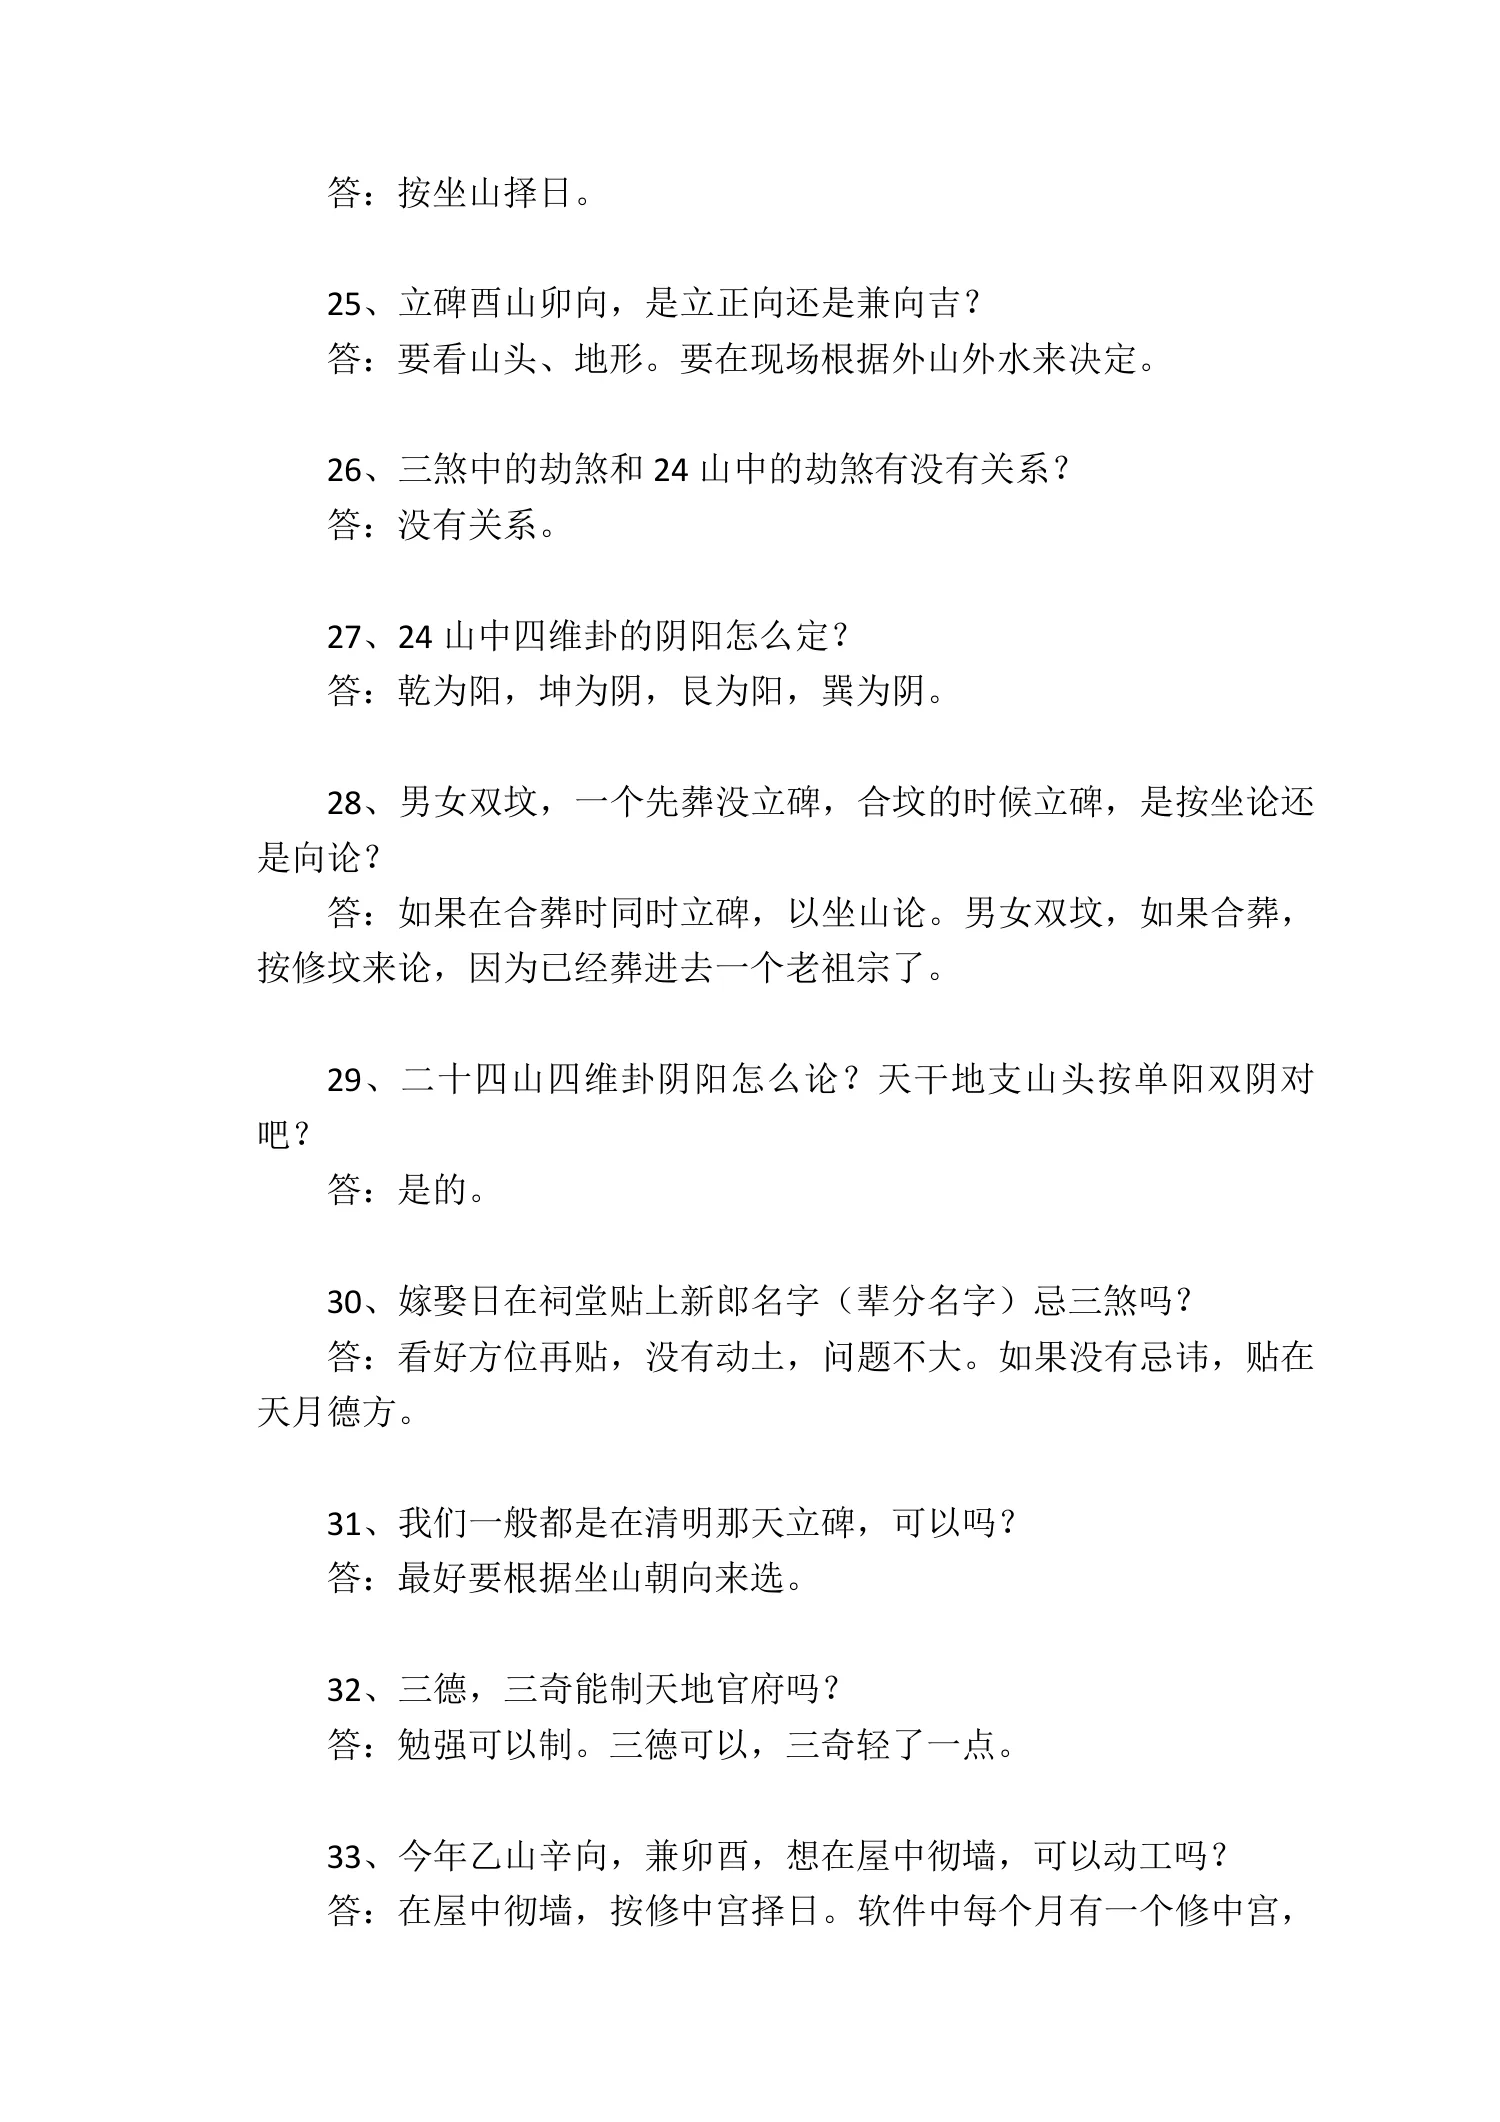 答：按坐山择日。
25、立碑酉山卯向，是立正向还是兼向吉？
答：要看山头、地形。要在现场根据外山外水来决定。
26、三煞中的劫煞和 24 山中的劫煞有没有关系？
答：没有关系。
27、24 山中四维卦的阴阳怎么定？
答：乾为阳，坤为阴，艮为阳，巽为阴。
28、男女双坟，一个先葬没立碑，合坟的时候立碑，是按坐论还
是向论？
答：如果在合葬时同时立碑，以坐山论。男女双坟，如果合葬，
按修坟来论，因为已经葬进去一个老祖宗了。
29、二十四山四维卦阴阳怎么论？天干地支山头按单阳双阴对
吧？
答：是的。
30、嫁娶日在祠堂贴上新郎名字（辈分名字）忌三煞吗？
答：看好方位再贴，没有动土，问题不大。如果没有忌讳，贴在
天月德方。
31、我们一般都是在清明那天立碑，可以吗？
答：最好要根据坐山朝向来选。
32、三德，三奇能制天地官府吗？
答：勉强可以制。三德可以，三奇轻了一点。
33、今年乙山辛向，兼卯酉，想在屋中彻墙，可以动工吗？
答：在屋中彻墙，按修中宫择日。软件中每个月有一个修中宫，